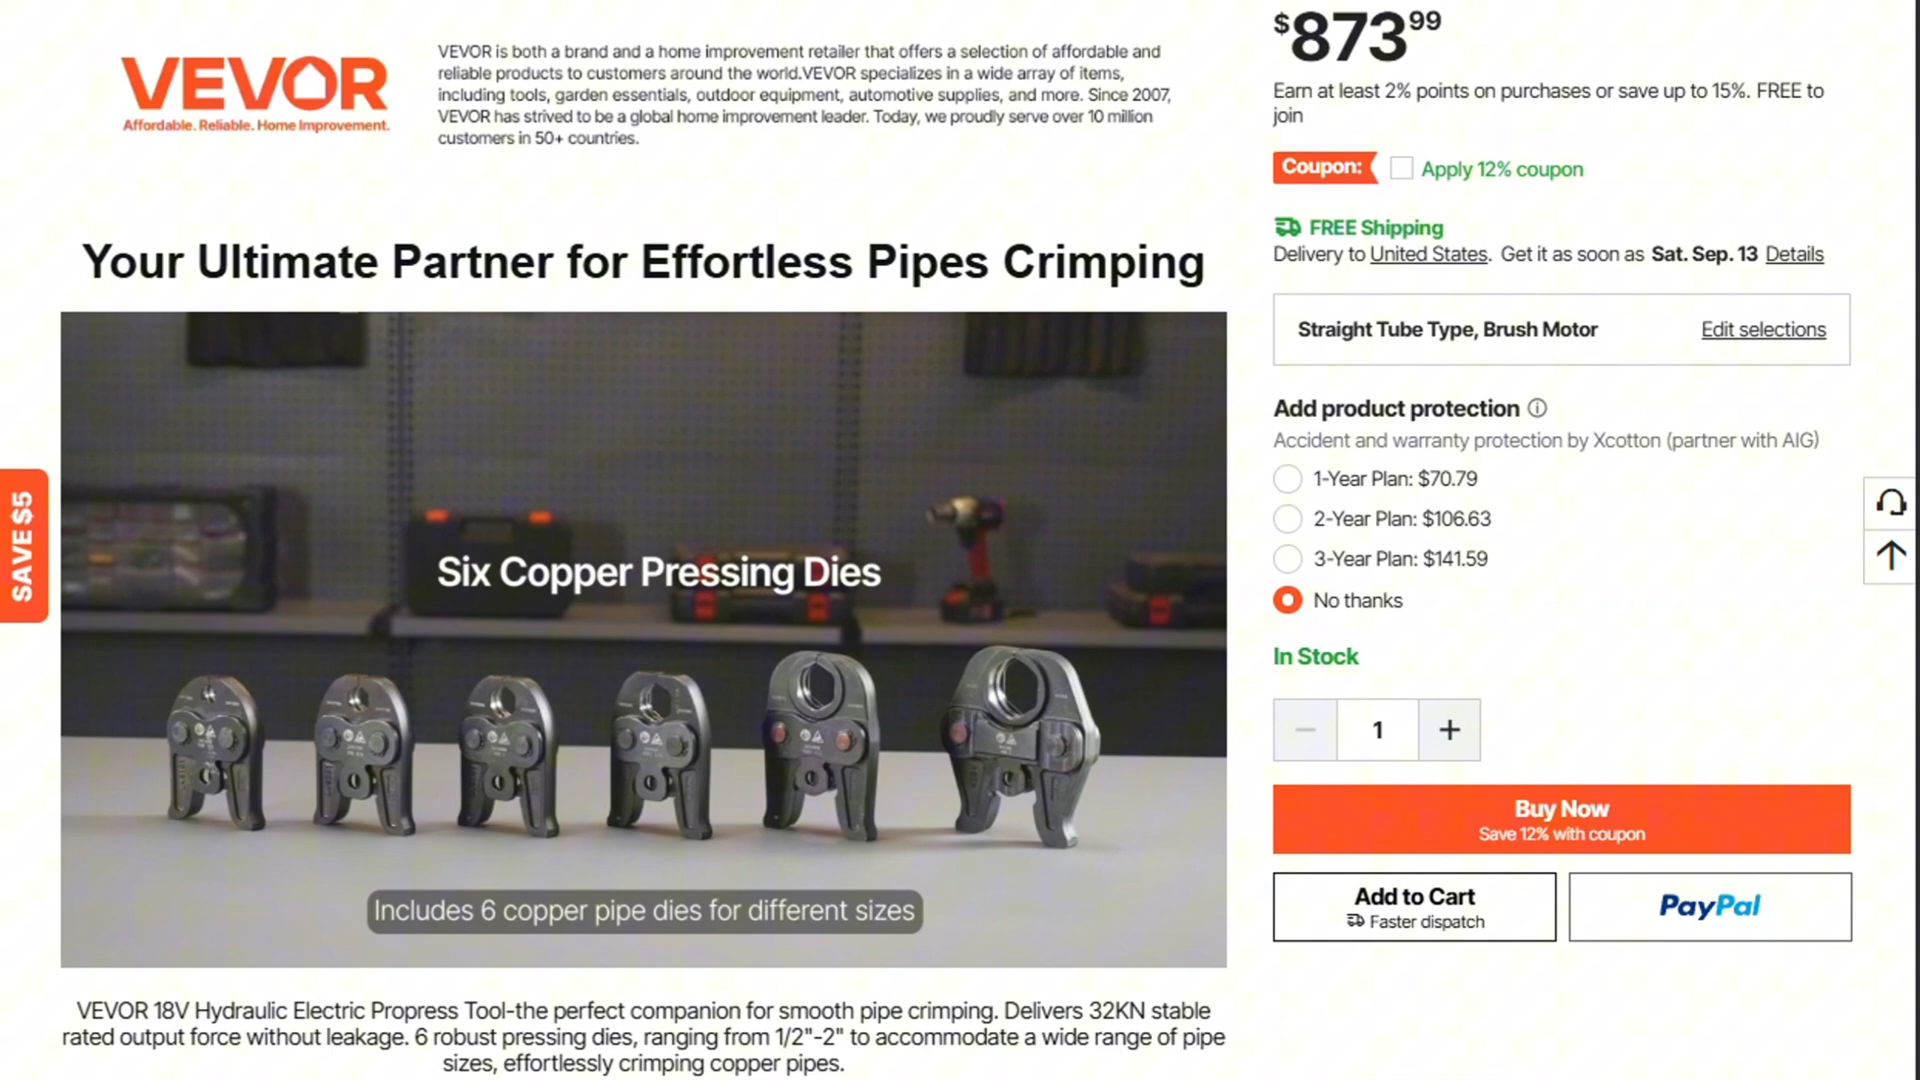 VEVOR
Affordable. Reliable. Home Improvement.
VEVOR is both a brand and a home improvement retailer that offers a selection of affordable and
reliable products to customers around the world.VEVOR specializes in a wide array of items,
including tools, garden essentials, outdoor equipment, automotive supplies, and more. Since 2007,
VEVOR has strived to be a global home improvement leader. Today, we proudly serve over 10 million
customers in 50+ countries.
Your Ultimate Partner for Effortless Pipes Crimping
Six Copper Pressing Dies
Includes 6 copper pipe dies for different sizes
VEVOR 18V Hydraulic Electric Propress Tool-the perfect companion for smooth pipe crimping. Delivers 32KN stable
rated output force without leakage. 6 robust pressing dies, ranging from 1/2"-2" to accommodate a wide range of pipe
sizes, effortlessly crimping copper pipes.
SAVE $5
$87399
Earn at least 2% points on purchases or save up to 15%. FREE to
join
Coupon: Apply 12% coupon
FREE Shipping
Delivery to United States. Get it as soon as Sat. Sep. 13 Details
Straight Tube Type, Brush Motor Edit selections
Add product protection
Accident and warranty protection by Xcotton (partner with AIG)
1-Year Plan: $70.79
2-Year Plan: $106.63
3-Year Plan: $141.59
No thanks
In Stock
− 1 +
Buy Now
Save 12% with coupon
Add to Cart
Faster dispatch
PayPal